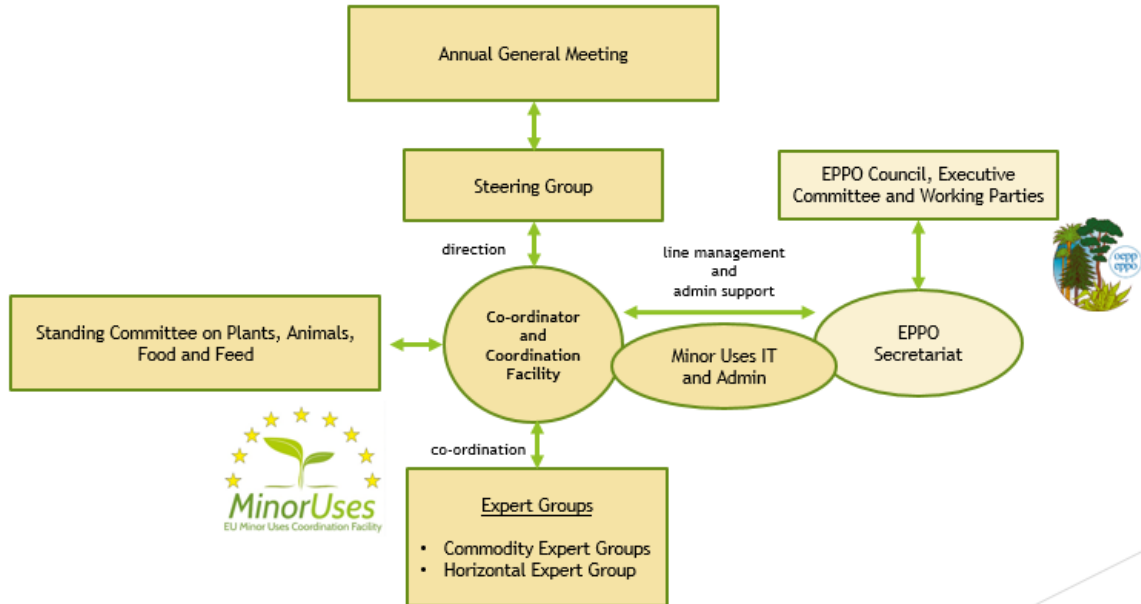 Annual General Meeting
Steering Group
EPPO Council, Executive
Committee and Working Parties
oepp
eppo
direction
line management
and
admin support
Standing Committee on Plants, Animals,
Food and Feed
Co-ordinator
and
Coordination
Facility
Minor Uses IT
and Admin
EPPO
Secretariat
co-ordination
MinorUses
EU Minor Uses Coordination Facility
Expert Groups
• Commodity Expert Groups
• Horizontal Expert Group